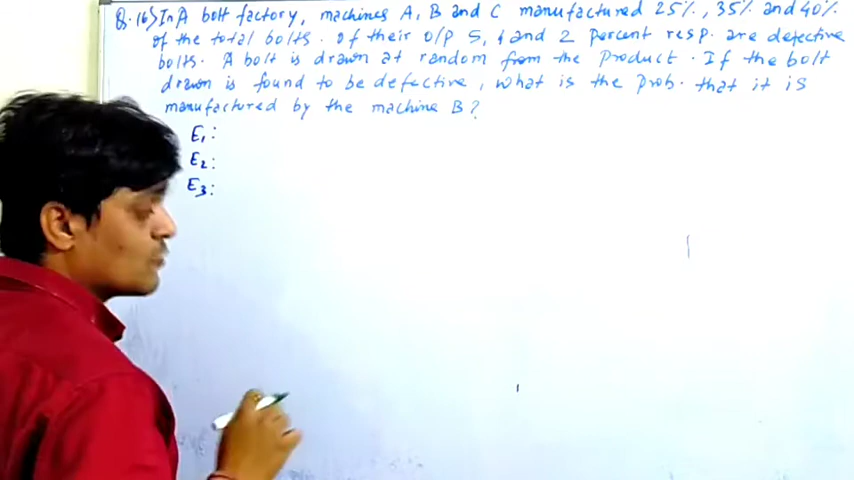 Q.16) In A bolt factory, machines A, B and C manufactured 25%, 35% and 40%
of the total bolts. of their o/p 5, 4 and 2 percent resp. are defective
bolts. A bolt is drawn at random from the product. If the bolt
drawn is found to be defective, what is the prob. that it is
manufactured by the machine B?
E₁:
E₂:
E₃: